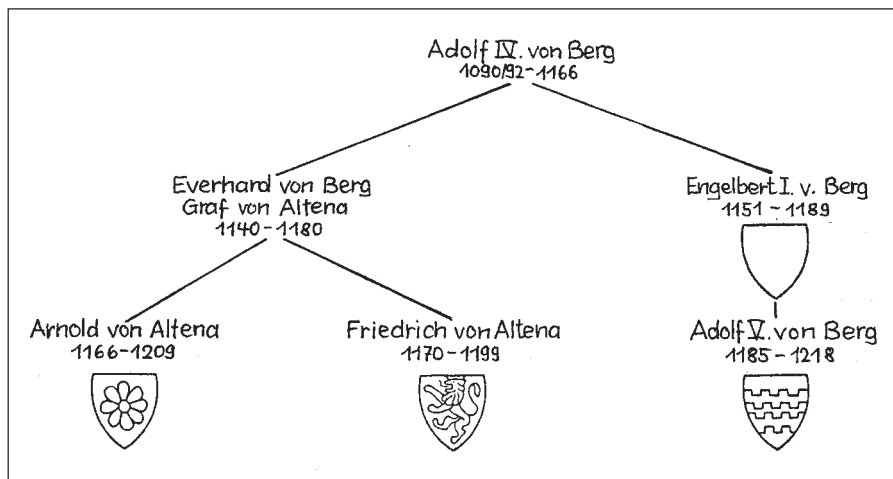 Adolf IV. von Berg
1090/92-1166
Everhard von Berg
Graf von Altena
1140-1180
Engelbert I. v. Berg
1151-1189
Arnold von Altena
1166-1209
Friedrich von Altena
1170-1199
Adolf V. von Berg
1185-1218